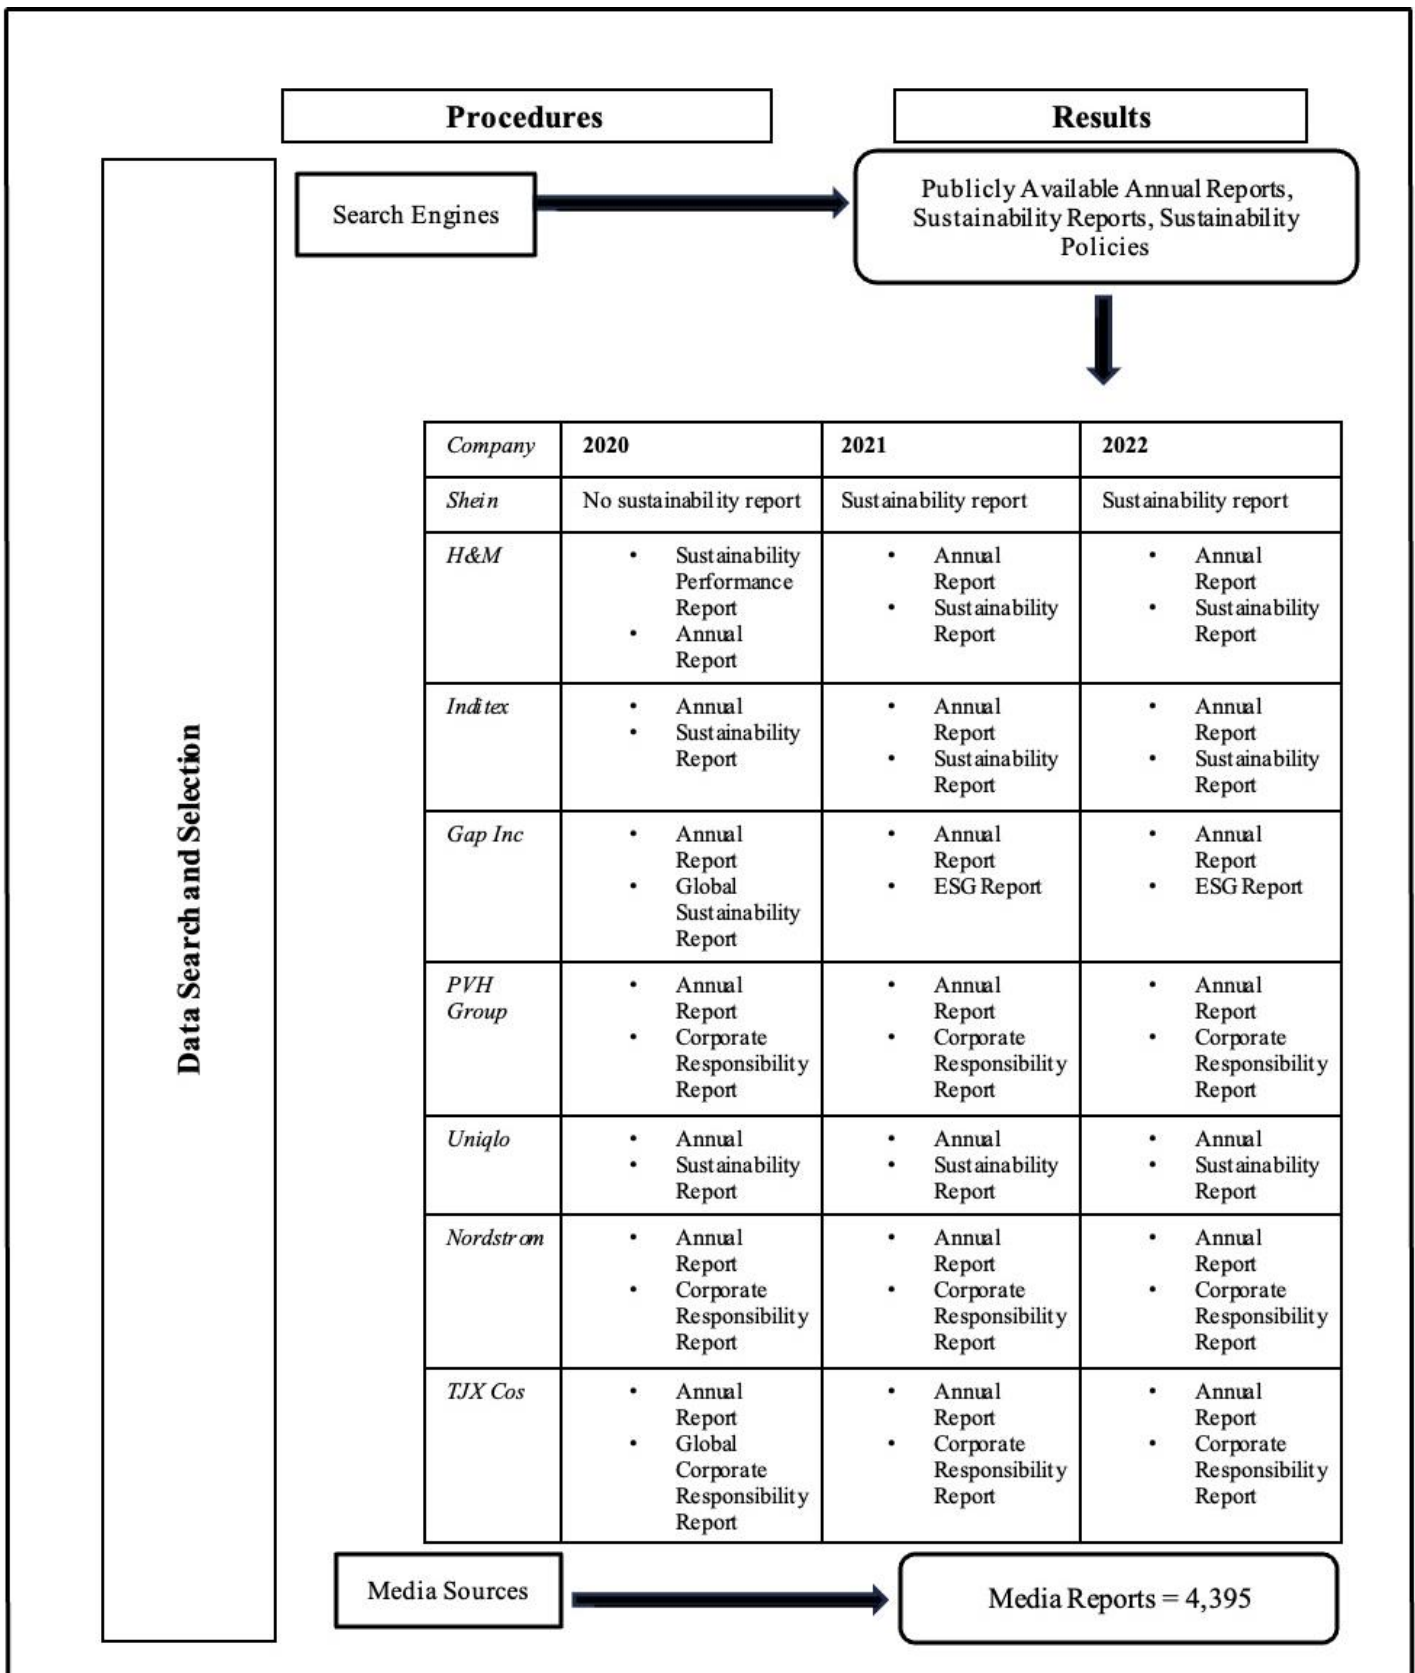 Procedures
Results
Data Search and Selection
Search Engines
Publicly Available Annual Reports,
Sustainability Reports, Sustainability
Policies
Company
2020
2021
2022
Shein
No sustainability report
Sustainability report
Sustainability report
H&M
• Sustainability
Performance
Report
• Annual
Report
• Annual
Report
• Sustainability
Report
• Annual
Report
• Sustainability
Report
Inditex
• Annual
• Sustainability
Report
• Annual
Report
• Sustainability
Report
• Annual
Report
• Sustainability
Report
Gap Inc
• Annual
Report
• Global
Sustainability
Report
• Annual
Report
• ESG Report
• Annual
Report
• ESG Report
PVH
Group
• Annual
Report
• Corporate
Responsibility
Report
• Annual
Report
• Corporate
Responsibility
Report
• Annual
Report
• Corporate
Responsibility
Report
Uniqlo
• Annual
• Sustainability
Report
• Annual
• Sustainability
Report
• Annual
• Sustainability
Report
Nordstrom
• Annual
Report
• Corporate
Responsibility
Report
• Annual
Report
• Corporate
Responsibility
Report
• Annual
Report
• Corporate
Responsibility
Report
TJX Cos
• Annual
Report
• Global
Corporate
Responsibility
Report
• Annual
Report
• Corporate
Responsibility
Report
• Annual
Report
• Corporate
Responsibility
Report
Media Sources
Media Reports = 4,395